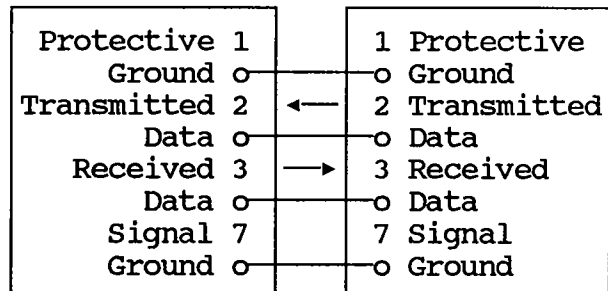 Protective 1 1 Protective
Ground Ground
Transmitted 2 2 Transmitted
Data Data
Received 3 3 Received
Data Data
Signal 7 7 Signal
Ground Ground